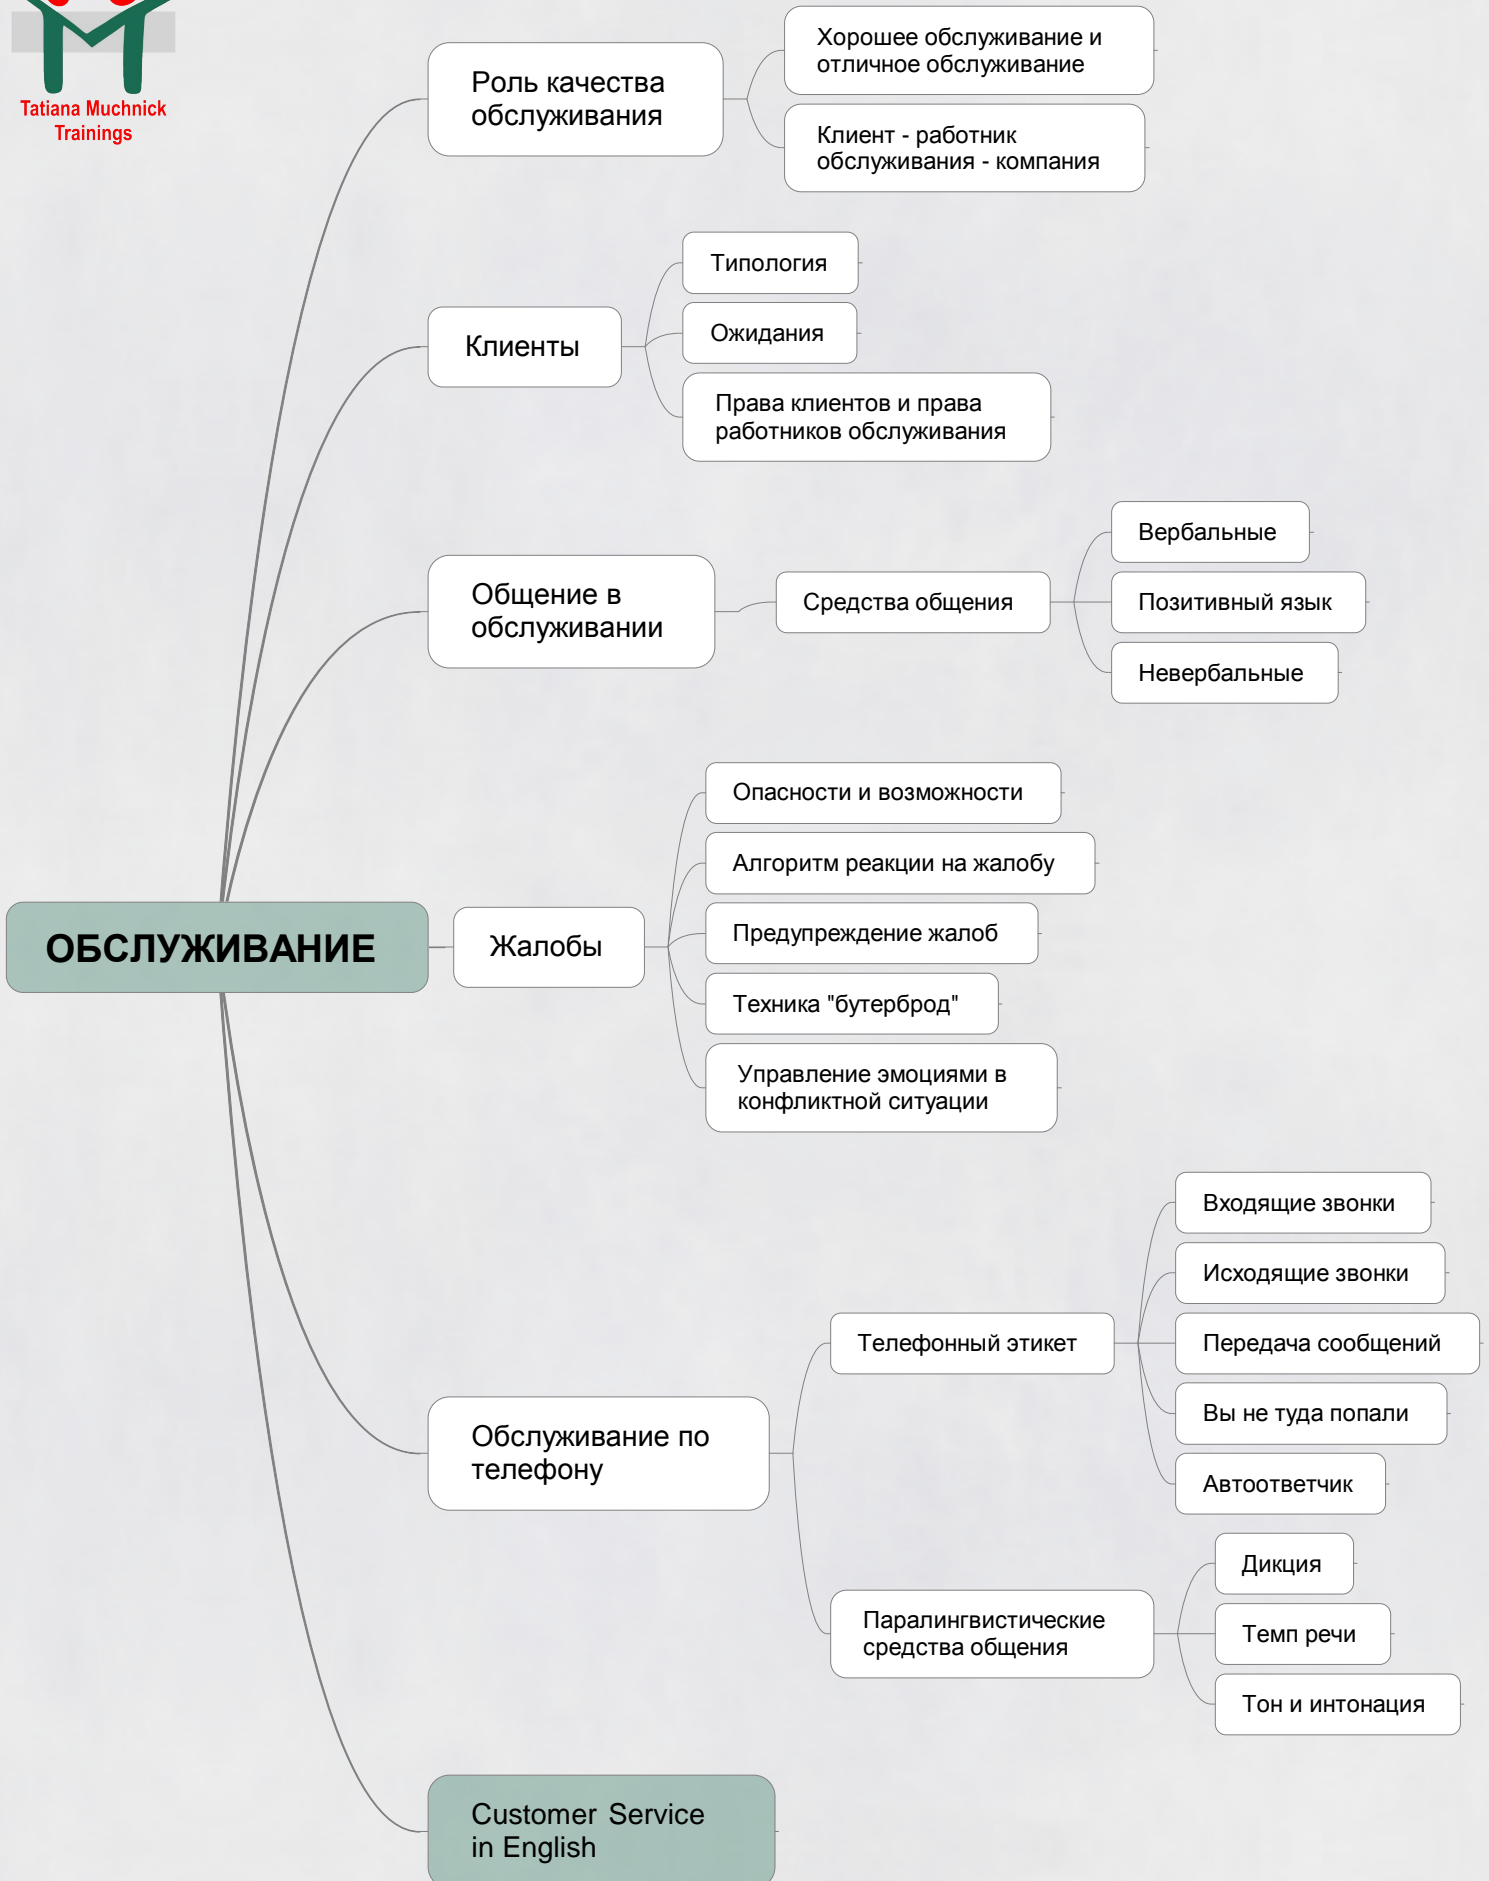 Tatiana Muchnick
Trainings
Роль качества
обслуживания
Хорошее обслуживание и
отличное обслуживание
Клиент - работник
обслуживания - компания
Клиенты
Типология
Ожидания
Права клиентов и права
работников обслуживания
Общение в
обслуживании
Средства общения
Вербальные
Позитивный язык
Невербальные
ОБСЛУЖИВАНИЕ
Жалобы
Опасности и возможности
Алгоритм реакции на жалобу
Предупреждение жалоб
Техника "бутерброд"
Управление эмоциями в
конфликтной ситуации
Обслуживание по
телефону
Телефонный этикет
Входящие звонки
Исходящие звонки
Передача сообщений
Вы не туда попали
Автоответчик
Паралингвистические
средства общения
Дикция
Темп речи
Тон и интонация
Customer Service
in English